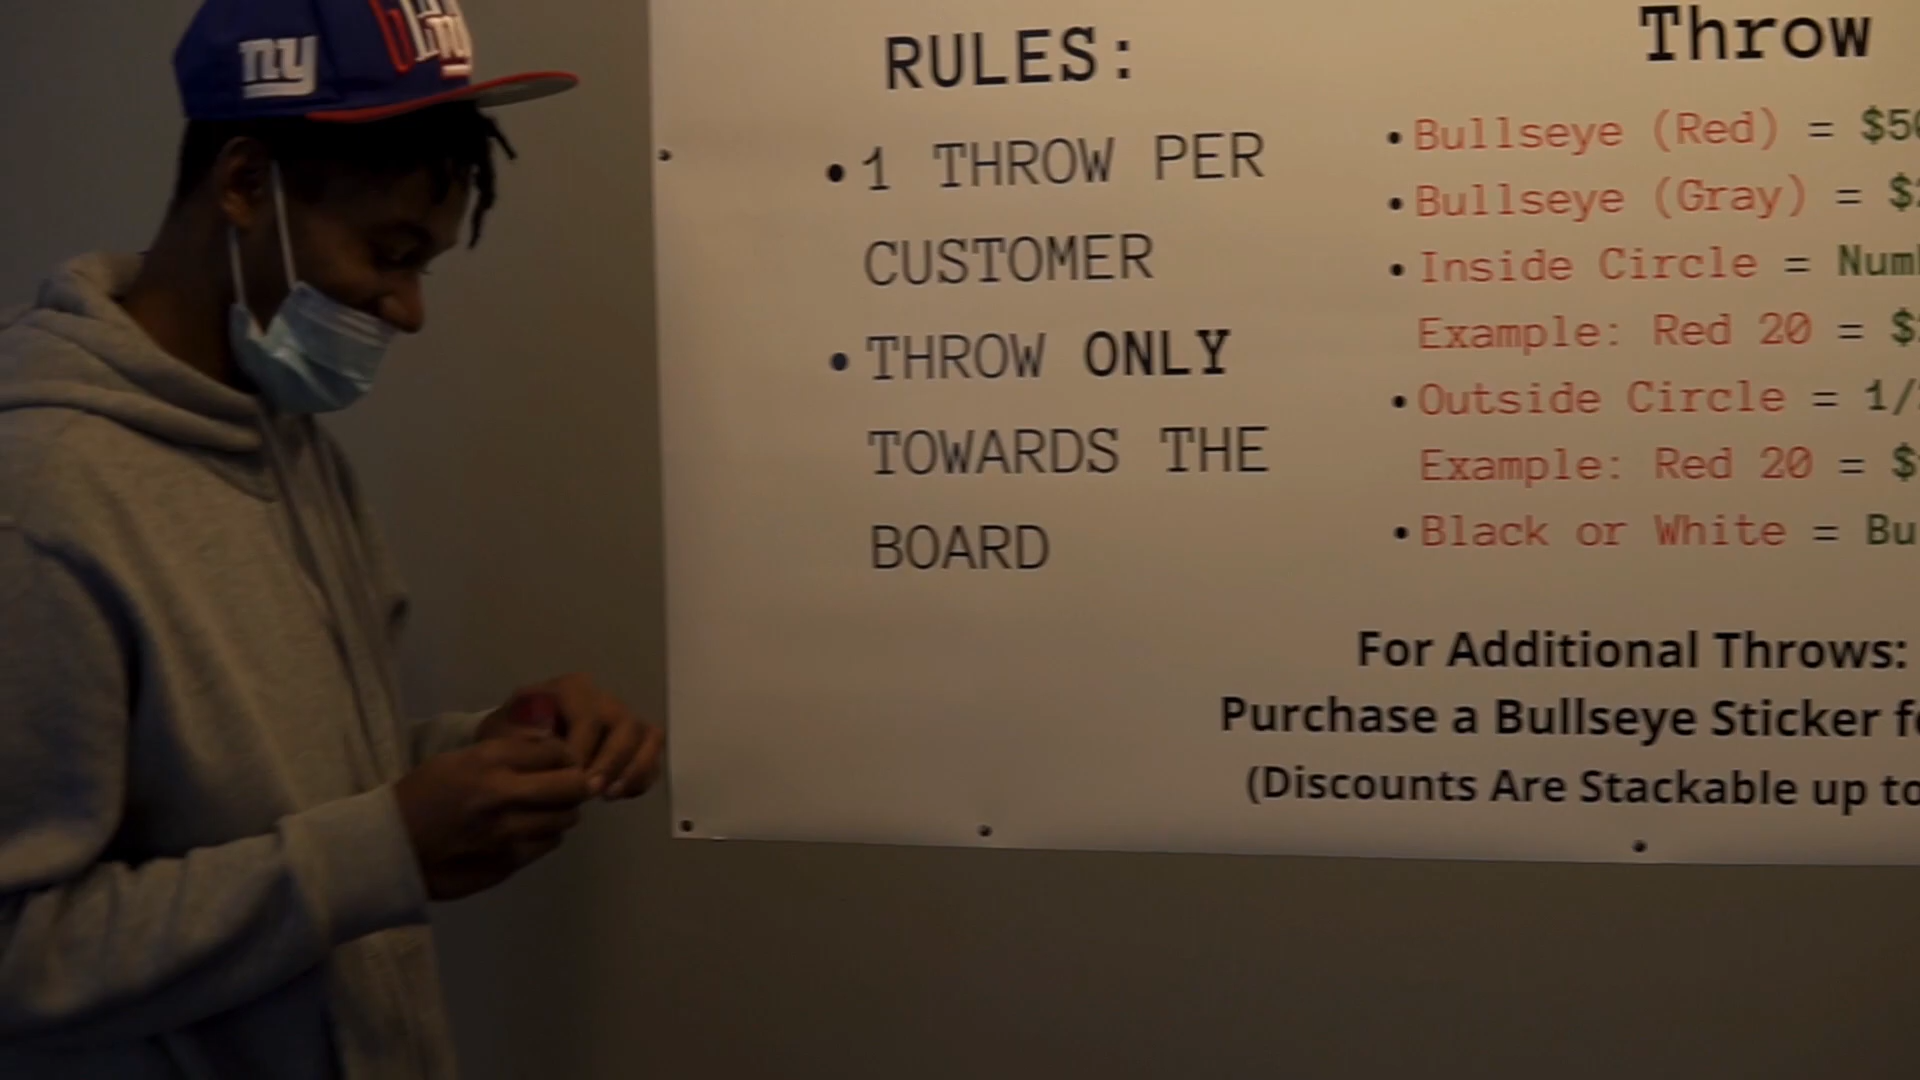 ny
RULES:
• 1 THROW PER
CUSTOMER
• THROW ONLY
TOWARDS THE
BOARD
Throw
• Bullseye (Red) =
• Bullseye (Gray) =
• Inside Circle =
Example: Red 20 =
• Outside Circle =
Example: Red 20 =
• Black or White =
For Additional Throws:
Purchase a Bullseye Sticker
(Discounts Are Stackable up to